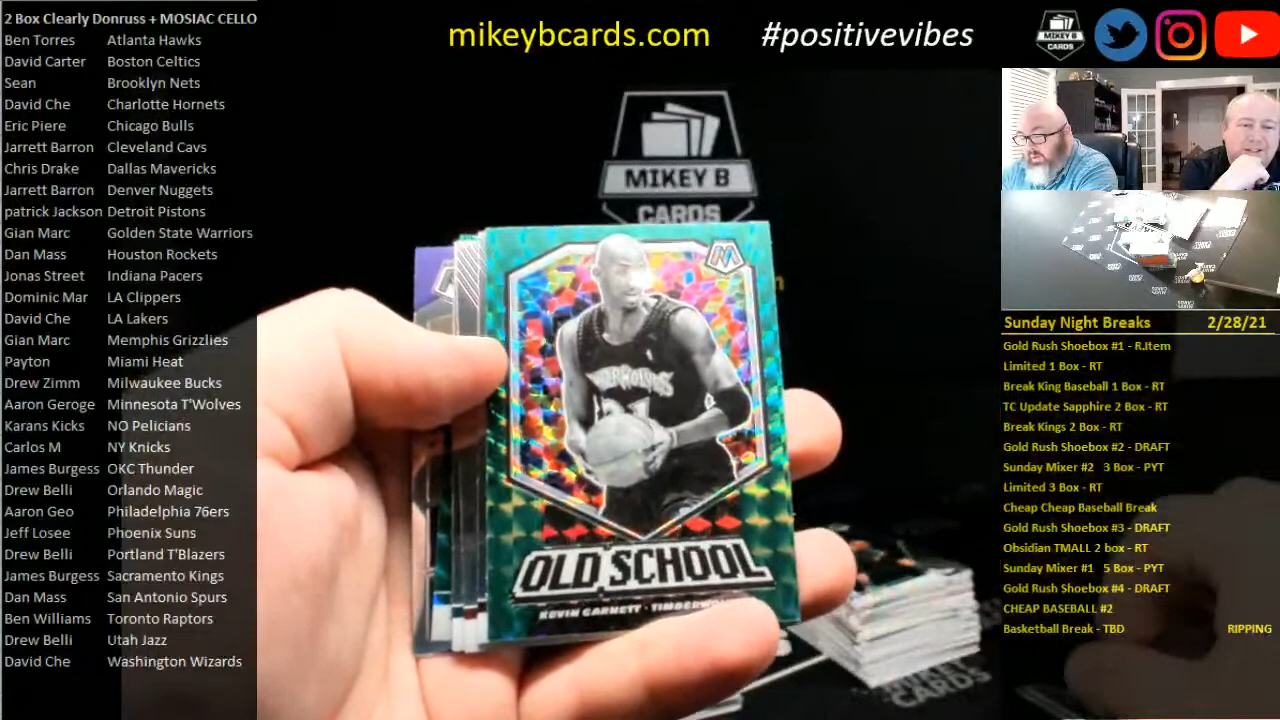 2 Box Clearly Donruss + MOSIAC CELLO
Ben Torres Atlanta Hawks
David Carter Boston Celtics
Sean Brooklyn Nets
David Che Charlotte Hornets
Eric Piere Chicago Bulls
Jarrett Barron Cleveland Cavs
Chris Drake Dallas Mavericks
Jarrett Barron Denver Nuggets
patrick Jackson Detroit Pistons
Gian Marc Golden State Warriors
Dan Mass Houston Rockets
Jonas Street Indiana Pacers
Dominic Mar LA Clippers
David Che LA Lakers
Gian Marc Memphis Grizzlies
Payton Miami Heat
Drew Zimm Milwaukee Bucks
Aaron Geroge Minnesota T'Wolves
Karans Kicks NO Pelicians
Carlos M NY Knicks
James Burgess OKC Thunder
Drew Belli Orlando Magic
Aaron Geo Philadelphia 76ers
Jeff Losee Phoenix Suns
Drew Belli Portland T'Blazers
James Burgess Sacramento Kings
Dan Mass San Antonio Spurs
Ben Williams Toronto Raptors
Drew Belli Utah Jazz
David Che Washington Wizards
mikeybcards.com #positivevibes
MIKEY B
CARDS
MIKEY B
CARDS
OLD SCHOOL
KEVIN GARNETT
CARDS
Sunday Night Breaks 2/28/21
Gold Rush Shoebox #1 - R.Item
Limited 1 Box - RT
Break King Baseball 1 Box - RT
TC Update Sapphire 2 Box - RT
Break Kings 2 Box - RT
Gold Rush Shoebox #2 - DRAFT
Sunday Mixer #2 3 Box - PYT
Limited 3 Box - RT
Cheap Cheap Baseball Break
Gold Rush Shoebox #3 - DRAFT
Obsidian TMALL 2 box - RT
Sunday Mixer #1 5 Box - PYT
Gold Rush Shoebox #4 - DRAFT
CHEAP BASEBALL #2
Basketball Break - TBD RIPPING